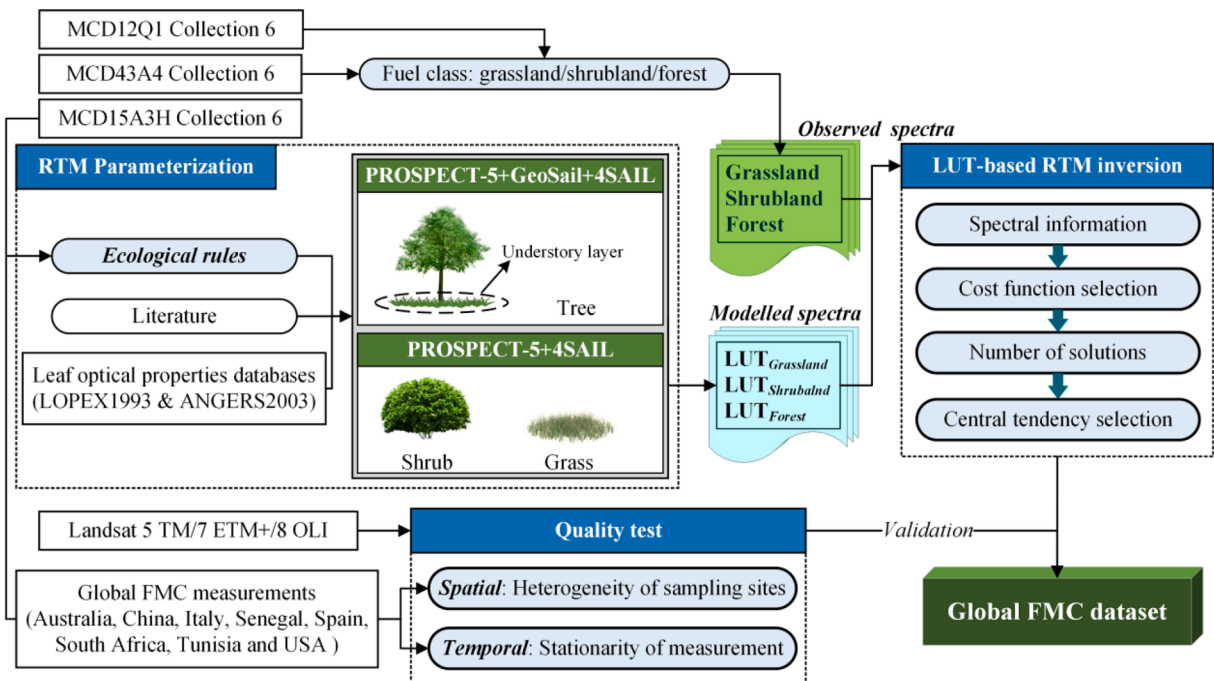 MCD12Q1 Collection 6
MCD43A4 Collection 6
MCD15A3H Collection 6
Fuel class: grassland/shrubland/forest
Observed spectra
Grassland
Shrubland
Forest
RTM Parameterization
Ecological rules
Literature
Leaf optical properties databases
(LOPEX1993 & ANGERS2003)
PROSPECT-5+GeoSail+4SAIL
Understory layer
Tree
PROSPECT-5+4SAIL
Shrub
Grass
Modelled spectra
LUTGrassland
LUTShrubalnd
LUTForest
LUT-based RTM inversion
Spectral information
Cost function selection
Number of solutions
Central tendency selection
Landsat 5 TM/7 ETM+/8 OLI
Global FMC measurements
(Australia, China, Italy, Senegal, Spain,
South Africa, Tunisia and USA )
Quality test
Spatial: Heterogeneity of sampling sites
Temporal: Stationarity of measurement
Validation
Global FMC dataset